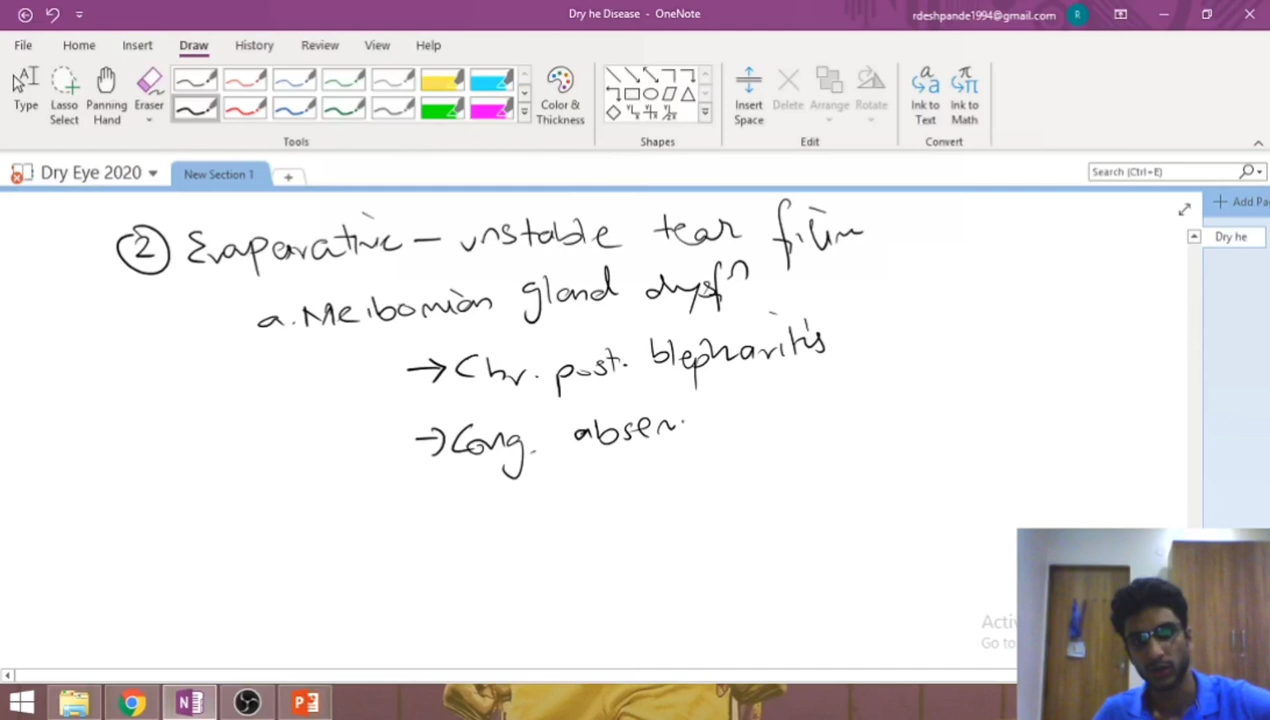 Dry he Disease - OneNote
rdeshpande1994@gmail.com R
File Home Insert Draw History Review View Help
Type Lasso Select Panning Hand Eraser Color & Thickness Insert Space Delete Arrange Rotate Ink to Text Ink to Math
Tools Shapes Edit Convert
Dry Eye 2020 New Section 1 Search (Ctrl+E)
Add Pa
Dry he
② Evaporative - unstable tear film
a. Meibomian gland dysfⁿ
→ Chr. post. blepharitis
→ Cong. absen
Activ
Go to